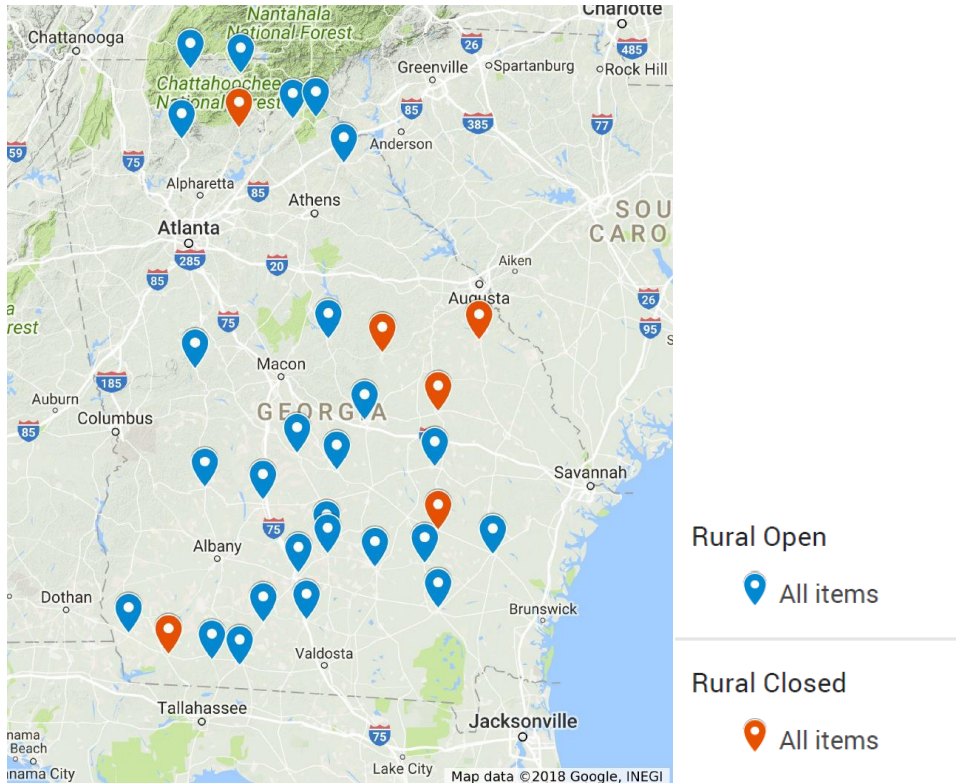 Nantahala
National Forest
Charlotte
Chattanooga
26
485
Greenville
Spartanburg
Rock Hill
Chattahoochee
National Forest
85
385
77
Anderson
59
75
Alpharetta
85
Athens
Atlanta
SOU
CARO
285
20
Aiken
85
Augusta
26
a
rest
75
95
S
Macon
185
Auburn
Columbus
GEORGIA
85
Savannah
75
Albany
Dothan
Brunswick
Valdosta
Tallahassee
Jacksonville
75
nama
Beach
nama City
Lake City
Map data ©2018 Google, INEGI
Rural Open
All items
Rural Closed
All items